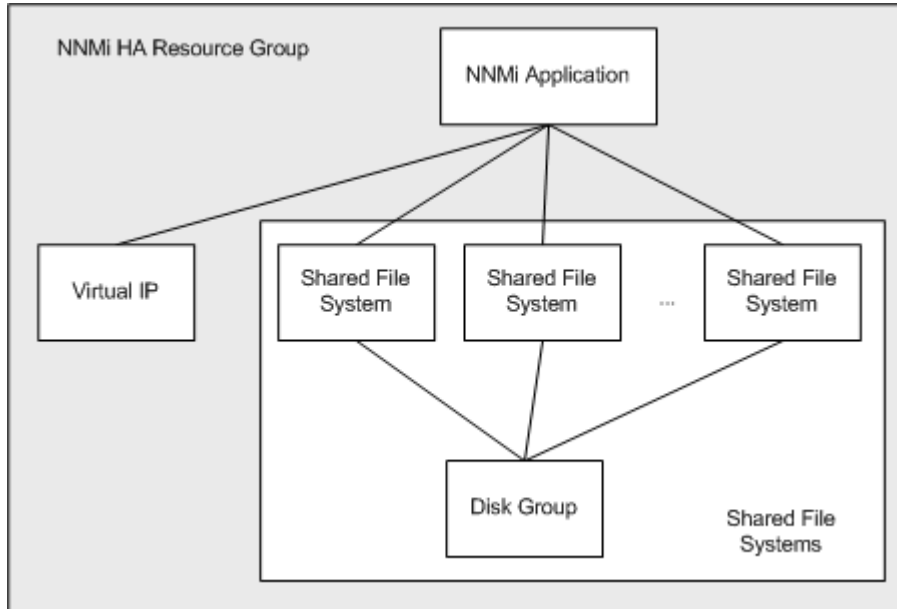 NNMi HA Resource Group
NNMi Application
Virtual IP
Shared File
System
Shared File
System
...
Shared File
System
Disk Group
Shared File
Systems